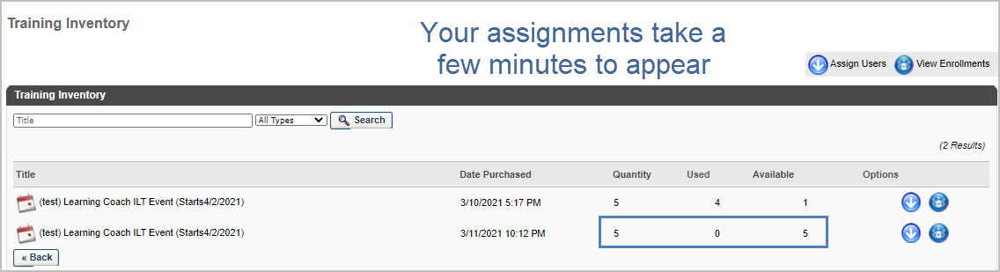 Training Inventory
Your assignments take a
few minutes to appear
Assign Users View Enrollments
Training Inventory
Title All Types Search
(2 Results)
Title Date Purchased Quantity Used Available Options
(test) Learning Coach ILT Event (Starts4/2/2021) 3/10/2021 5:17 PM 5 4 1
(test) Learning Coach ILT Event (Starts4/2/2021) 3/11/2021 10:12 PM 5 0 5
« Back